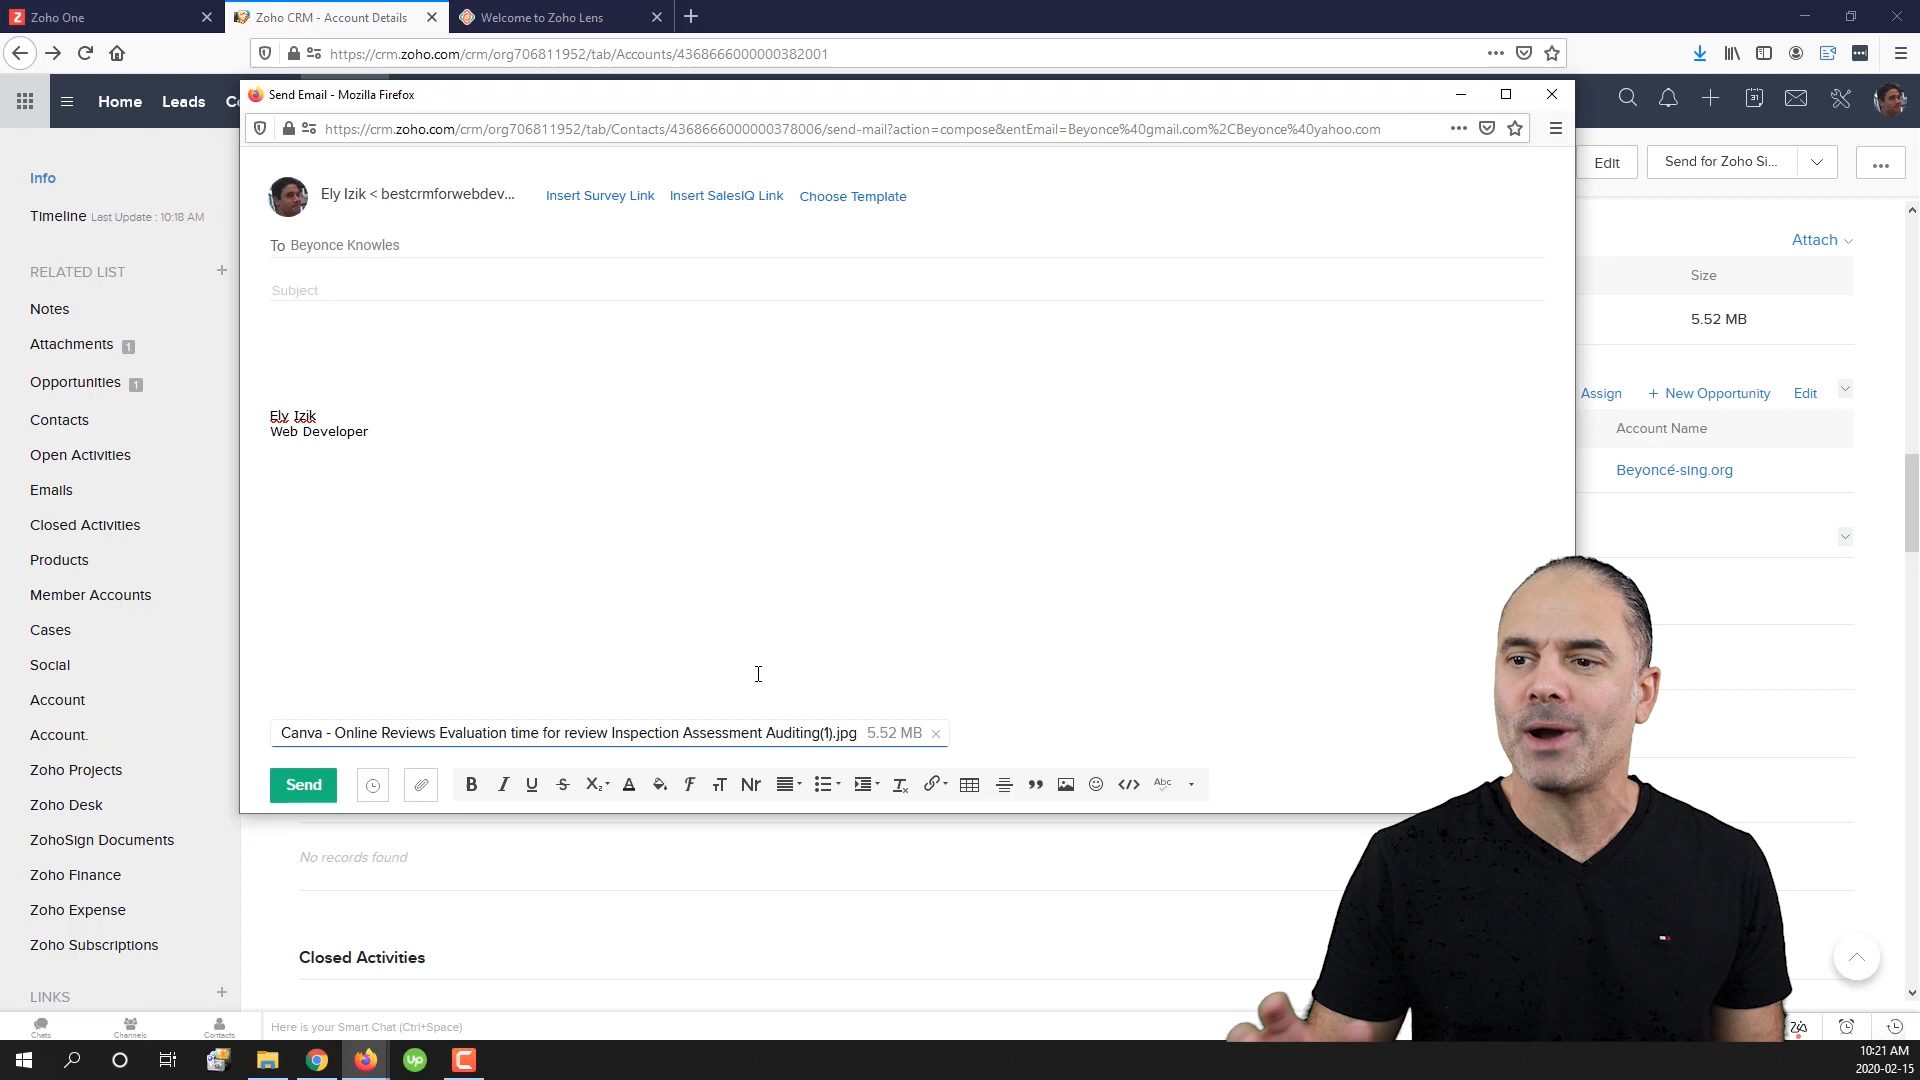 Zoho One
Zoho CRM - Account Details
Welcome to Zoho Lens
https://crm.zoho.com/crm/org706811952/tab/Accounts/4368666000000382001
Home Leads Co
Send Email - Mozilla Firefox
https://crm.zoho.com/crm/org706811952/tab/Contacts/4368666000000378006/send-mail?action=compose&entEmail=Beyonce%40gmail.com%2CBeyonce%40yahoo.com
Edit
Send for Zoho Si...
Ely Izik < bestcrmforwebdev...
Insert Survey Link
Insert SalesIQ Link
Choose Template
To Beyonce Knowles
Subject
Ely Izik
Web Developer
Canva - Online Reviews Evaluation time for review Inspection Assessment Auditing(1).jpg 5.52 MB
Send
B I U S X Nr
Abc
Info
Timeline Last Update : 10:18 AM
RELATED LIST
Notes
Attachments 1
Opportunities 1
Contacts
Open Activities
Emails
Closed Activities
Products
Member Accounts
Cases
Social
Account
Account.
Zoho Projects
Zoho Desk
ZohoSign Documents
Zoho Finance
Zoho Expense
Zoho Subscriptions
LINKS
Attach
Size
5.52 MB
Assign
+ New Opportunity
Edit
Account Name
Beyoncé-sing.org
No records found
Closed Activities
Chats
Channels
Contacts
Here is your Smart Chat (Ctrl+Space)
10:21 AM
2020-02-15